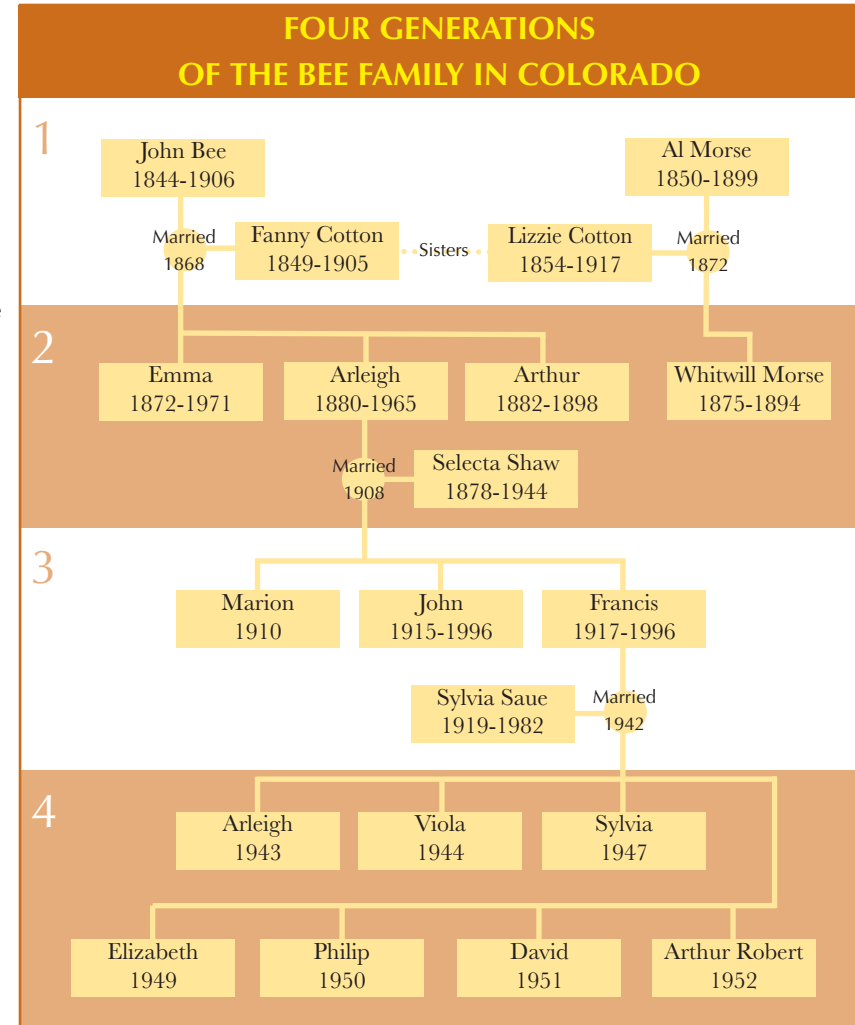 FOUR GENERATIONS
OF THE BEE FAMILY IN COLORADO
1
John Bee
1844-1906
Al Morse
1850-1899
Married
1868
Fanny Cotton
1849-1905
Sisters
Lizzie Cotton
1854-1917
Married
1872
2
Emma
1872-1971
Arleigh
1880-1965
Arthur
1882-1898
Whitwill Morse
1875-1894
Married
1908
Selecta Shaw
1878-1944
3
Marion
1910
John
1915-1996
Francis
1917-1996
Sylvia Saue
1919-1982
Married
1942
4
Arleigh
1943
Viola
1944
Sylvia
1947
Elizabeth
1949
Philip
1950
David
1951
Arthur Robert
1952